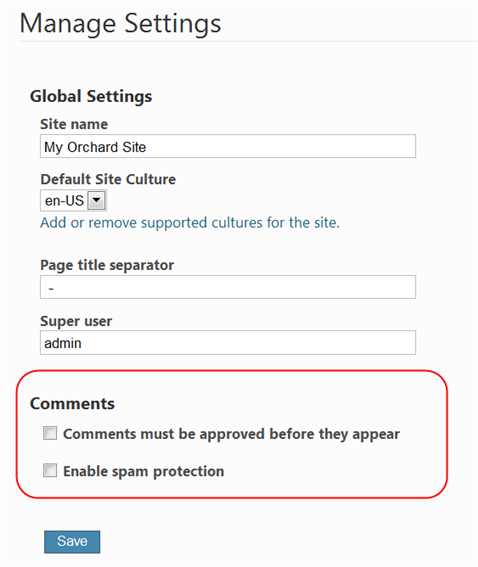 Manage Settings
Global Settings
Site name
My Orchard Site
Default Site Culture
en-US
Add or remove supported cultures for the site.
Page title separator
-
Super user
admin
Comments
Comments must be approved before they appear
Enable spam protection
Save